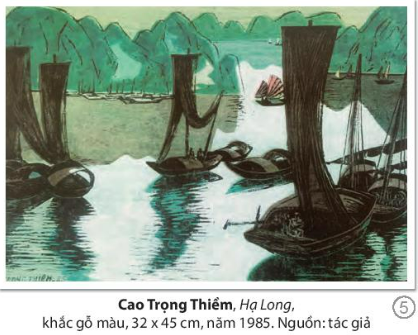 Cao Trọng Thiềm, Hạ Long,
khắc gỗ màu, 32 x 45 cm, năm 1985. Nguồn: tác giả
5